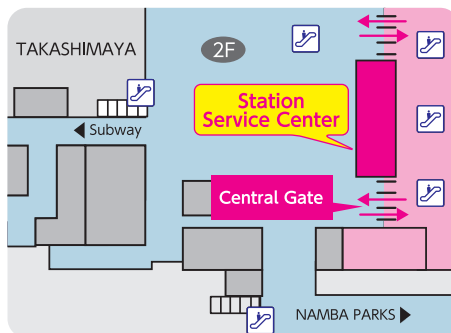 2F
TAKASHIMAYA
Station
Service Center
Subway
Central Gate
NAMBA PARKS